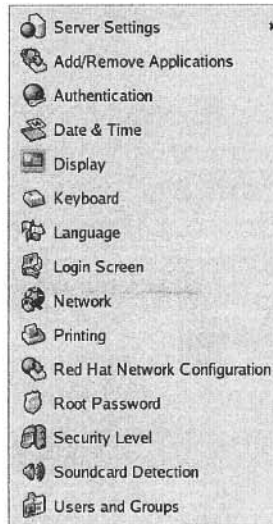 Server Settings
Add/Remove Applications
Authentication
Date & Time
Display
Keyboard
Language
Login Screen
Network
Printing
Red Hat Network Configuration
Root Password
Security Level
Soundcard Detection
Users and Groups